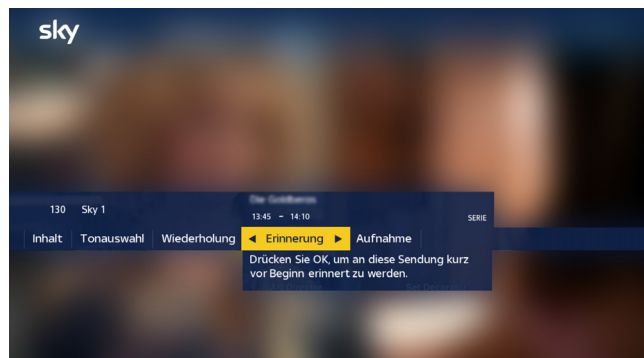 sky
Die Goldbergs
130 Sky 1
13:45 - 14:10
SERIE
Inhalt Tonauswahl Wiederholung ◄ Erinnerung ► Aufnahme
Drücken Sie OK, um an diese Sendung kurz
vor Beginn erinnert zu werden.